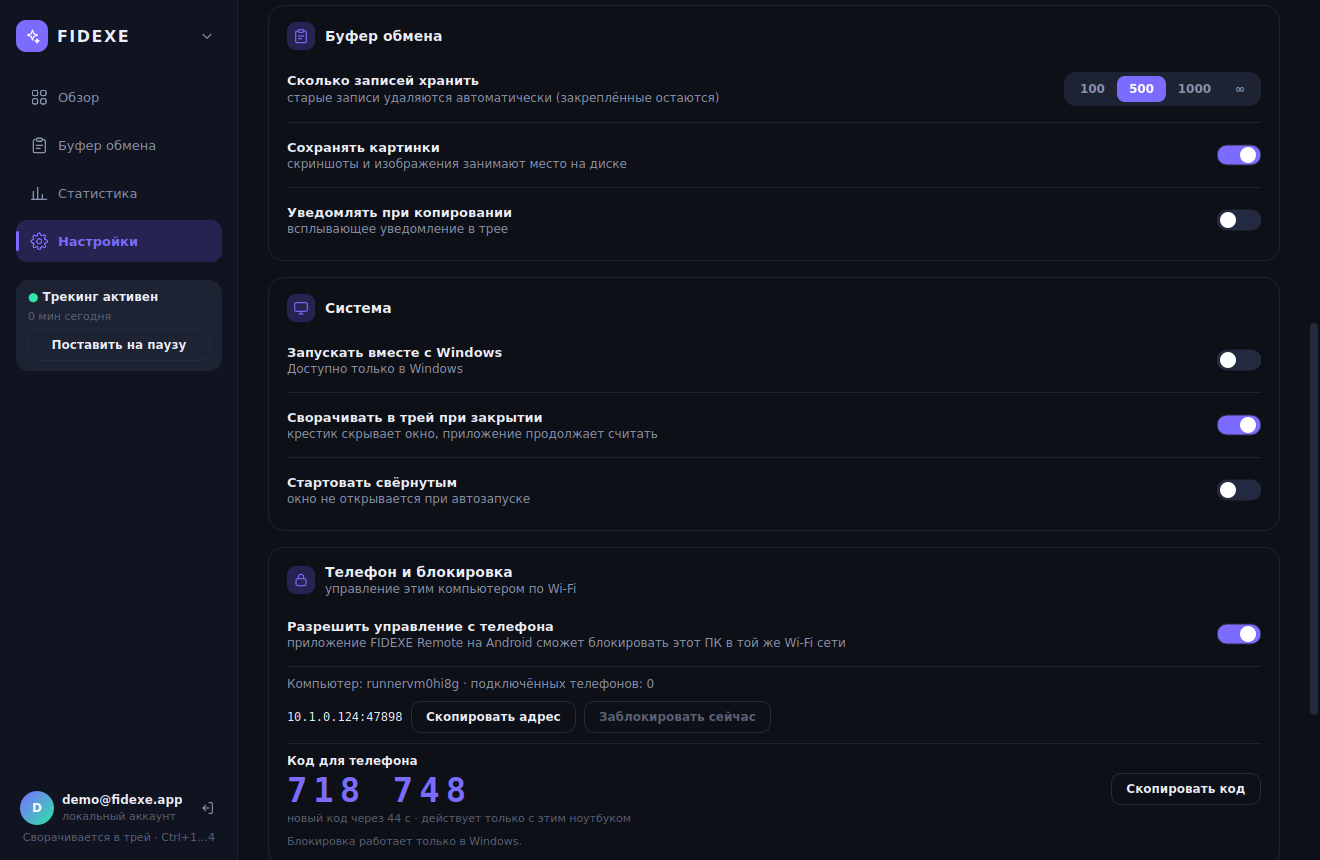 FIDEXE
Обзор
Буфер обмена
Статистика
Настройки
Трекинг активен
0 мин сегодня
Поставить на паузу
demo@fidexe.app
D
локальный аккаунт
Сворачивается в трей · Ctrl+1…4
Буфер обмена
Сколько записей хранить
старые записи удаляются автоматически (закреплённые остаются)
100 500 1000 ∞
Сохранять картинки
скриншоты и изображения занимают место на диске
Уведомлять при копировании
всплывающее уведомление в трее
Система
Запускать вместе с Windows
Доступно только в Windows
Сворачивать в трей при закрытии
крестик скрывает окно, приложение продолжает считать
Стартовать свёрнутым
окно не открывается при автозапуске
Телефон и блокировка
управление этим компьютером по Wi-Fi
Разрешить управление с телефона
приложение FIDEXE Remote на Android сможет блокировать этот ПК в той же Wi-Fi сети
Компьютер: runnervm0hi8g · подключённых телефонов: 0
10.1.0.124:47898 Скопировать адрес Заблокировать сейчас
Код для телефона
718 748
Скопировать код
новый код через 44 с · действует только с этим ноутбуком
Блокировка работает только в Windows.